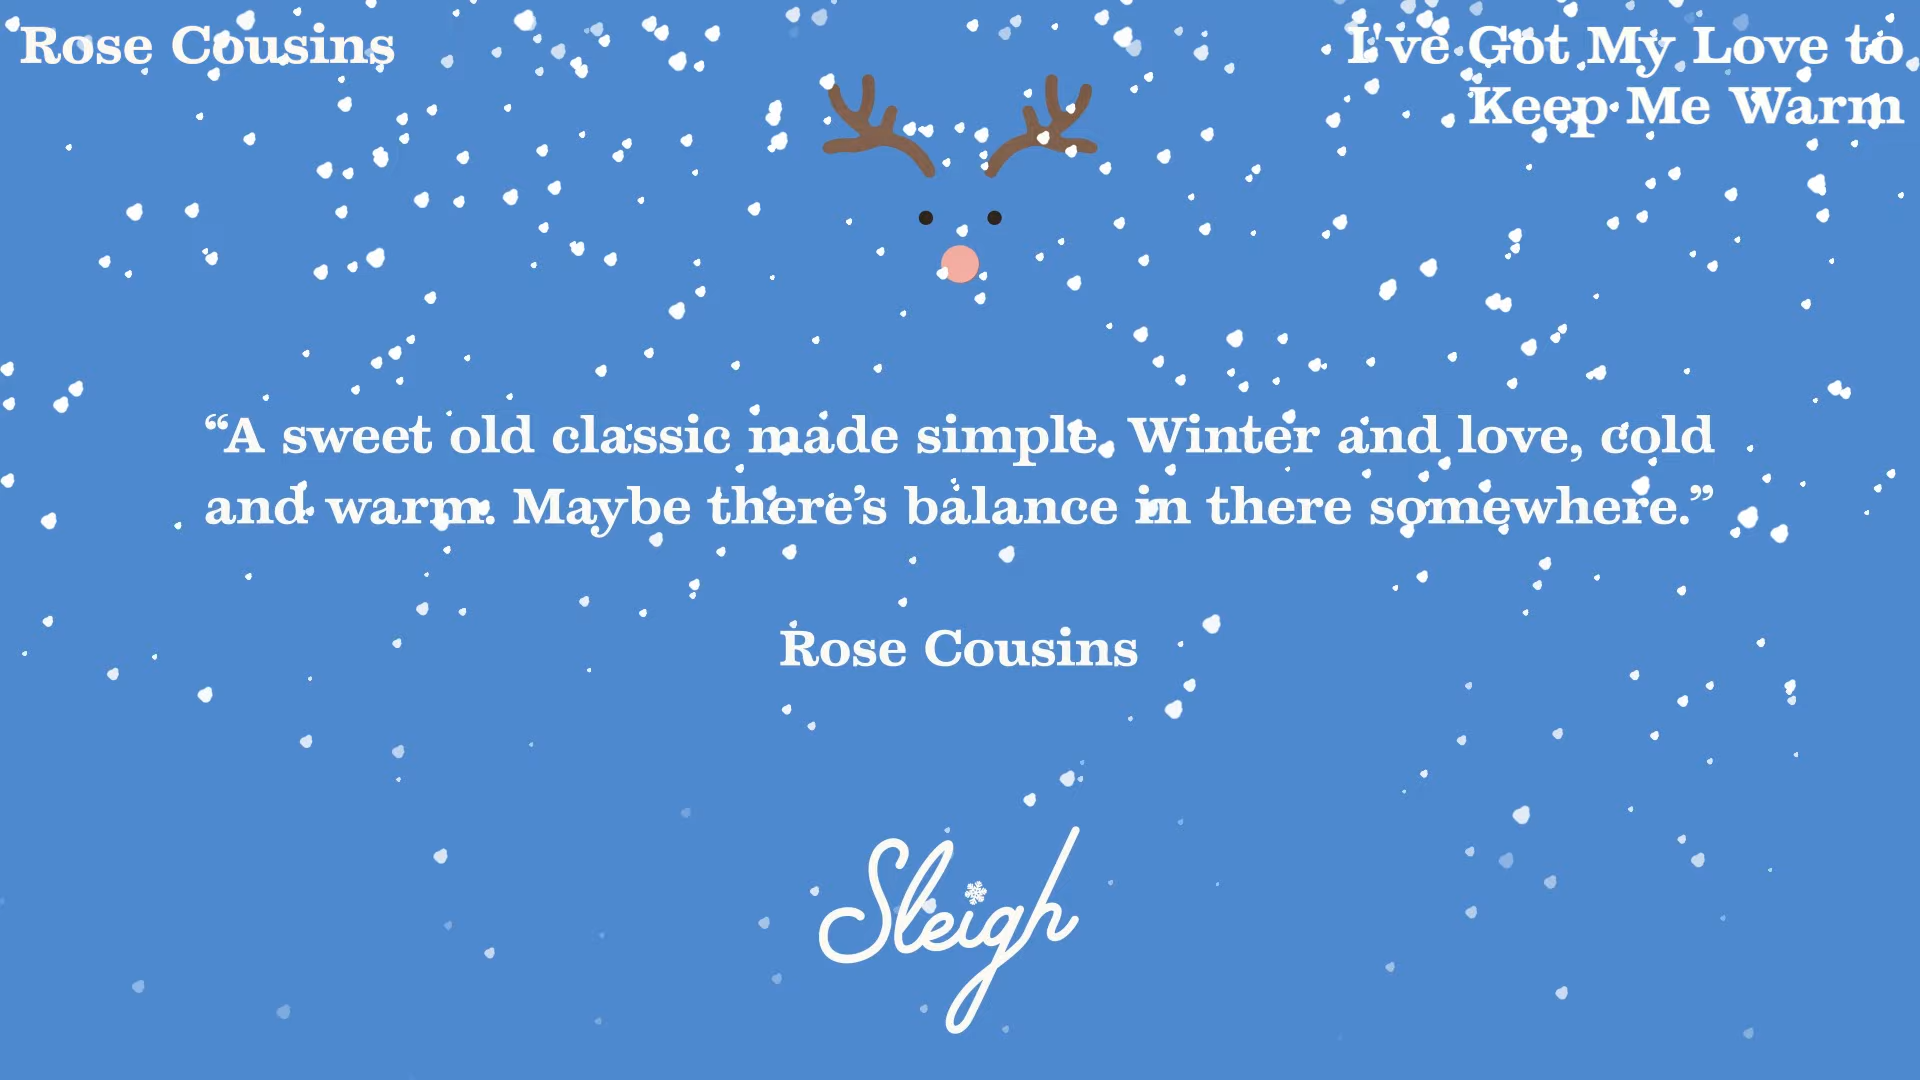 Rose Cousins
I've Got My Love to
Keep Me Warm
“A sweet old classic made simple. Winter and love, cold
and warm. Maybe there’s balance in there somewhere.”
Rose Cousins
Sleigh